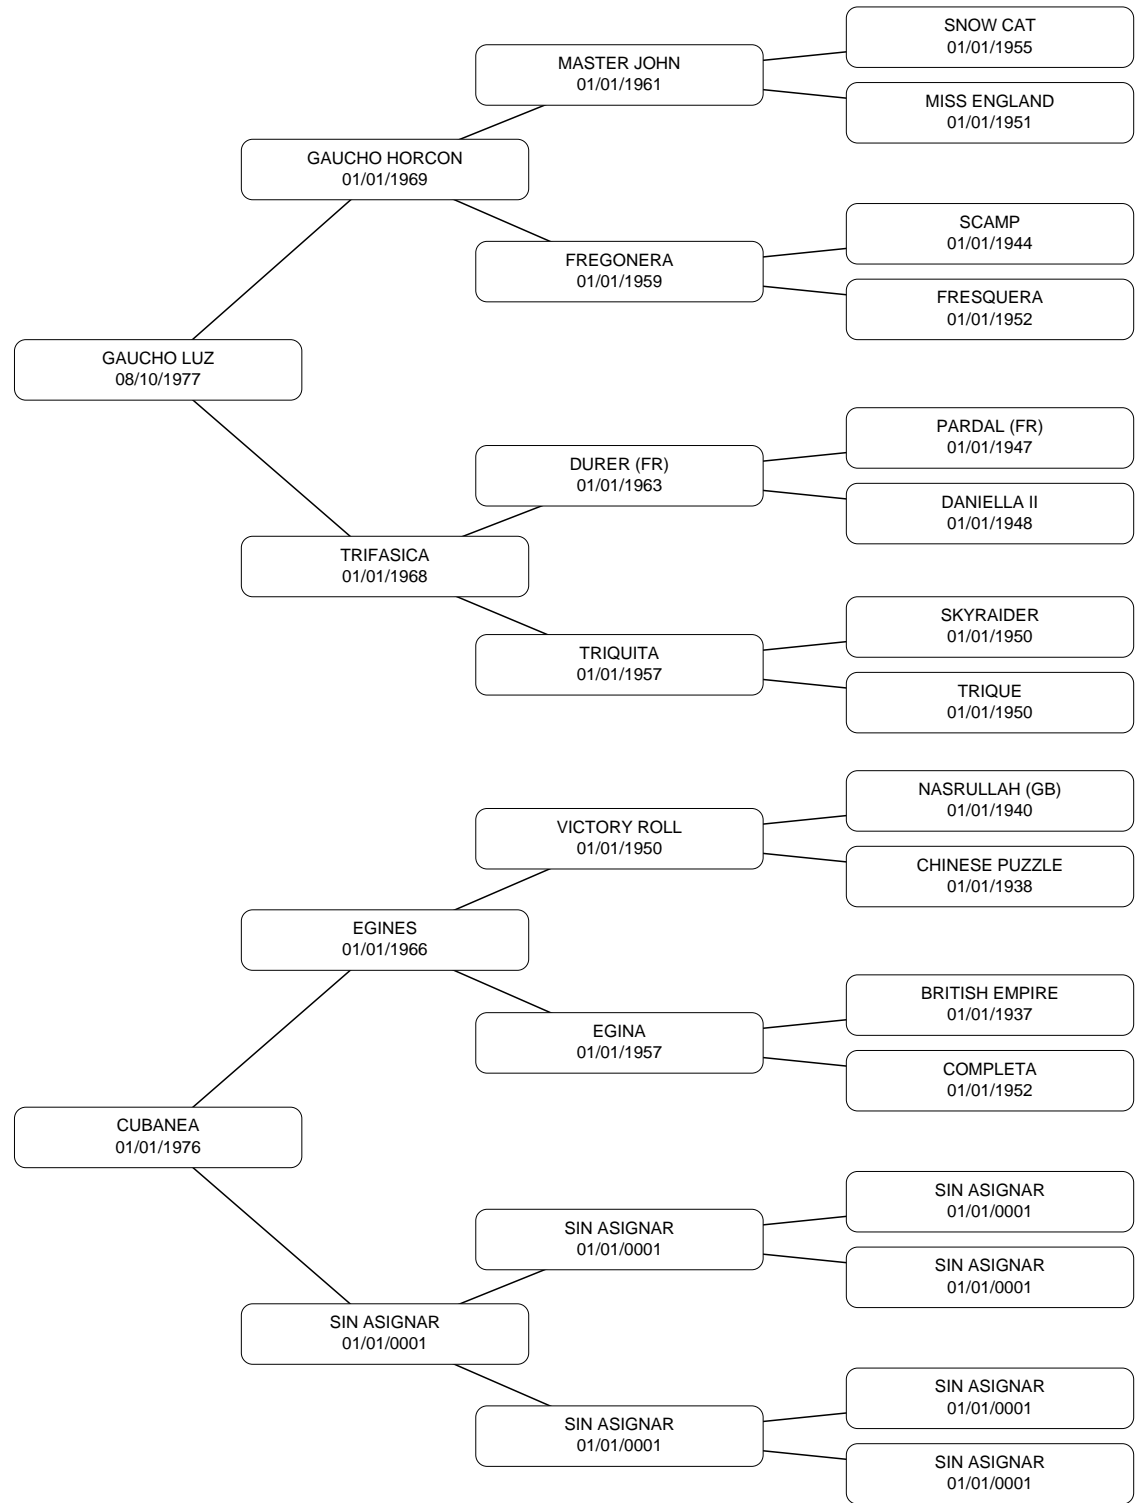 SNOW CAT
01/01/1955
MASTER JOHN
01/01/1961
MISS ENGLAND
01/01/1951
GAUCHO HORCON
01/01/1969
SCAMP
01/01/1944
FREGONERA
01/01/1959
FRESQUERA
01/01/1952
GAUCHO LUZ
08/10/1977
PARDAL (FR)
01/01/1947
DURER (FR)
01/01/1963
DANIELLA II
01/01/1948
TRIFASICA
01/01/1968
SKYRAIDER
01/01/1950
TRIQUITA
01/01/1957
TRIQUE
01/01/1950
NASRULLAH (GB)
01/01/1940
VICTORY ROLL
01/01/1950
CHINESE PUZZLE
01/01/1938
EGINES
01/01/1966
BRITISH EMPIRE
01/01/1937
EGINA
01/01/1957
COMPLETA
01/01/1952
CUBANEA
01/01/1976
SIN ASIGNAR
01/01/0001
SIN ASIGNAR
01/01/0001
SIN ASIGNAR
01/01/0001
SIN ASIGNAR
01/01/0001
SIN ASIGNAR
01/01/0001
SIN ASIGNAR
01/01/0001
SIN ASIGNAR
01/01/0001